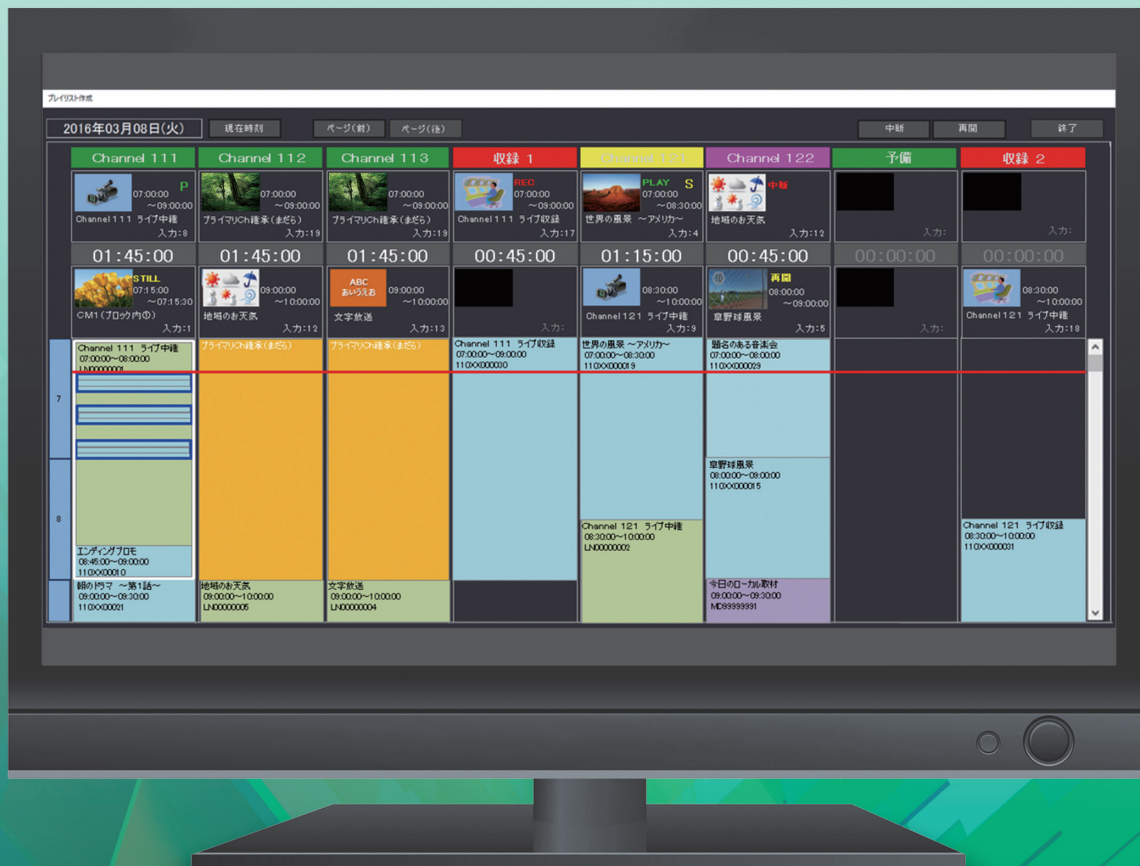 プレイリスト作成
2016年03月08日(火)
現在時刻
ページ(前)
ページ(後)
中断
再開
終了
Channel 111
Channel 112
Channel 113
収録 1
Channel 121
Channel 122
予備
収録 2
P
07:00:00
～09:00:00
Channel111 ライブ中継
入力:8
07:00:00
～09:00:00
プライマリCh継承(まだら)
入力:19
07:00:00
～09:00:00
プライマリCh継承(まだら)
入力:19
REC
07:00:00
～09:00:00
Channel111 ライブ収録
入力:17
PLAY S
07:00:00
～08:30:00
世界の風景 ～アメリカ～
入力:4
中断
地域のお天気
入力:12
入力:
入力:
01:45:00
01:45:00
01:45:00
00:45:00
01:15:00
00:45:00
00:00:00
00:00:00
STILL
07:15:00
～07:15:30
CM1(ブロック内①)
入力:1
09:00:00
～10:00:00
地域のお天気
入力:12
ABC
あいうえお
09:00:00
～10:00:00
文字放送
入力:13
入力:
08:30:00
～10:00:00
Channel121 ライブ中継
入力:9
再開
08:00:00
～09:00:00
草野球風景
入力:5
入力:
08:30:00
～10:00:00
Channel121 ライブ中継
入力:18
7
8
Channel 111 ライブ中継
07:00:00～08:00:00
LN00000001
エンディングプロモ
08:45:00～09:00:00
110XX00010
朝のドラマ ～第1話～
09:00:00～09:30:00
110XX00021
プライマリCh継承(まだら)
地域のお天気
09:00:00～10:00:00
LN00000005
プライマリCh継承(まだら)
文字放送
09:00:00～10:00:00
LN00000004
Channel 111 ライブ収録
07:00:00～09:00:00
110XX000030
世界の風景 ～アメリカ～
07:00:00～08:30:00
110XX000019
Channel 121 ライブ中継
08:30:00～10:00:00
LN00000002
題名のある音楽会
07:00:00～08:00:00
110XX000029
草野球風景
08:00:00～09:00:00
110XX000015
今日のローカル取材
09:00:00～09:30:00
MD99999991
Channel 121 ライブ収録
08:30:00～10:00:00
110XX000031